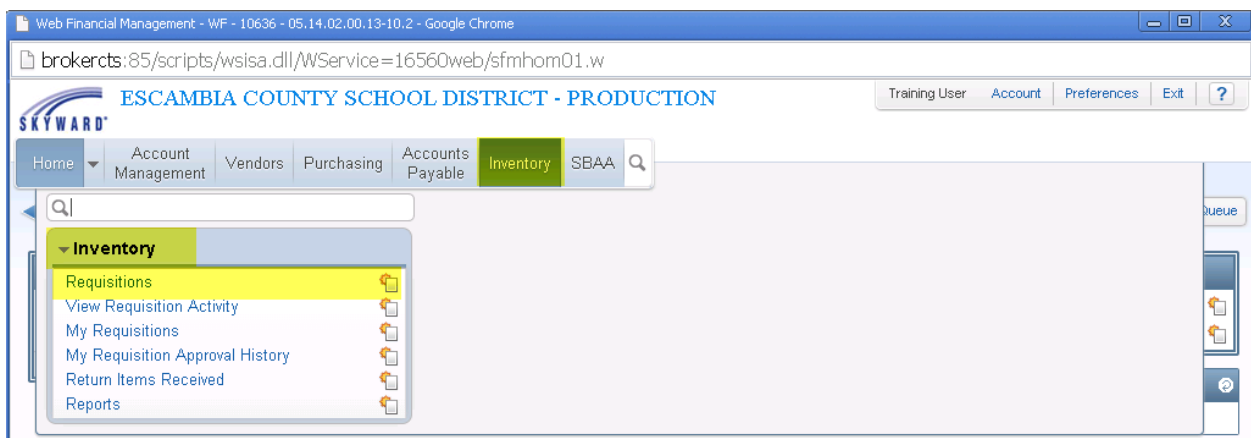 Web Financial Management - WF - 10636 - 05.14.02.00.13-10.2 - Google Chrome
brokercts:85/scripts/wsisa.dll/WService=16560web/sfmhom01.w
SKYWARD
ESCAMBIA COUNTY SCHOOL DISTRICT - PRODUCTION
Training User Account Preferences Exit ?
Home Account Management Vendors Purchasing Accounts Payable Inventory SBAA
Inventory
Requisitions
View Requisition Activity
My Requisitions
My Requisition Approval History
Return Items Received
Reports